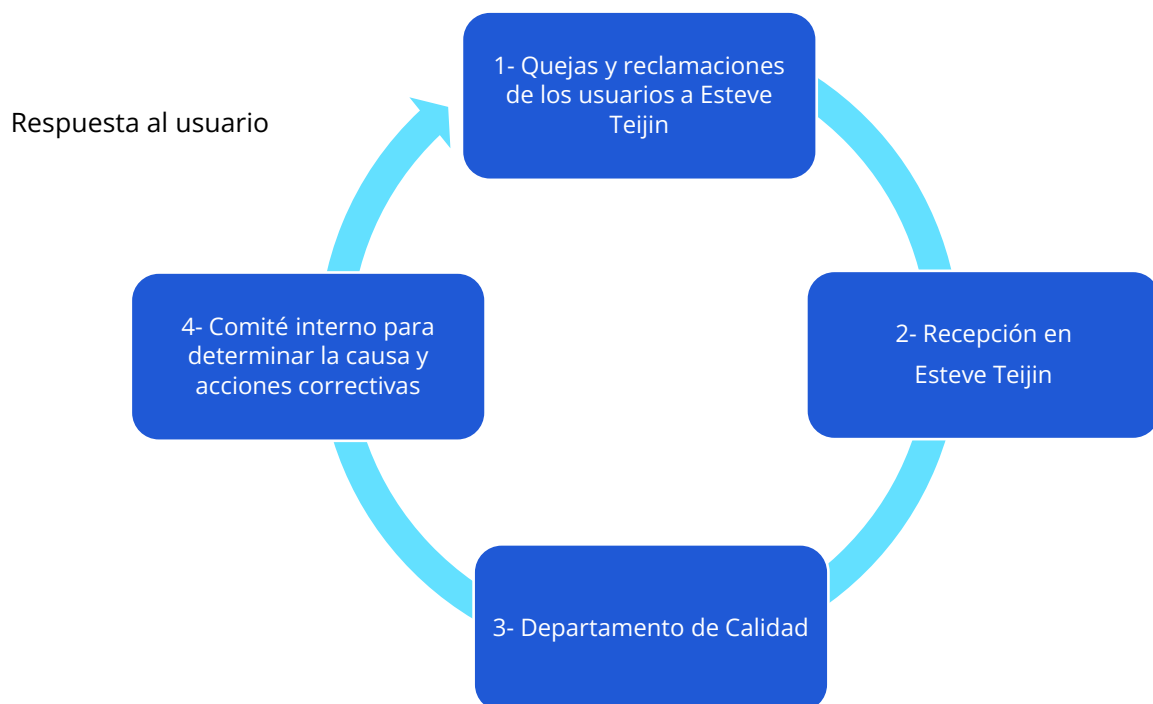 1- Quejas y reclamaciones
de los usuarios a Esteve
Teijin
Respuesta al usuario
2- Recepción en
Esteve Teijin
3- Departamento de Calidad
4- Comité interno para
determinar la causa y
acciones correctivas